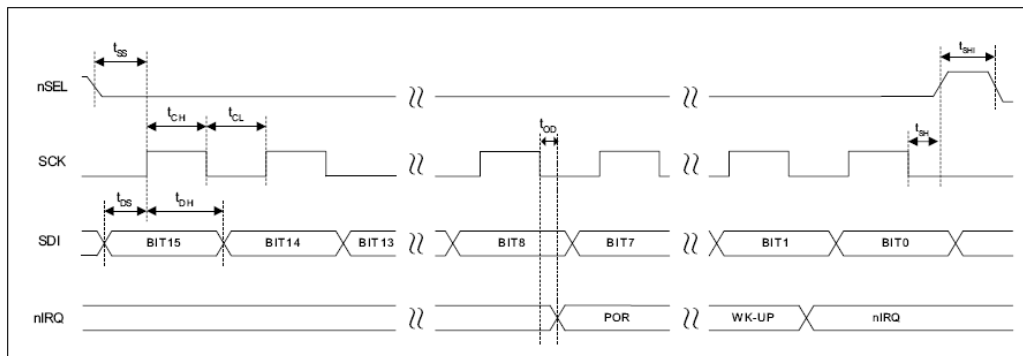 tSS
tSHI
nSEL
tCH
tCL
tOD
tSH
SCK
tDS
tDH
SDI
BIT15
BIT14
BIT13
BIT8
BIT7
BIT1
BIT0
nIRQ
POR
WK-UP
nIRQ